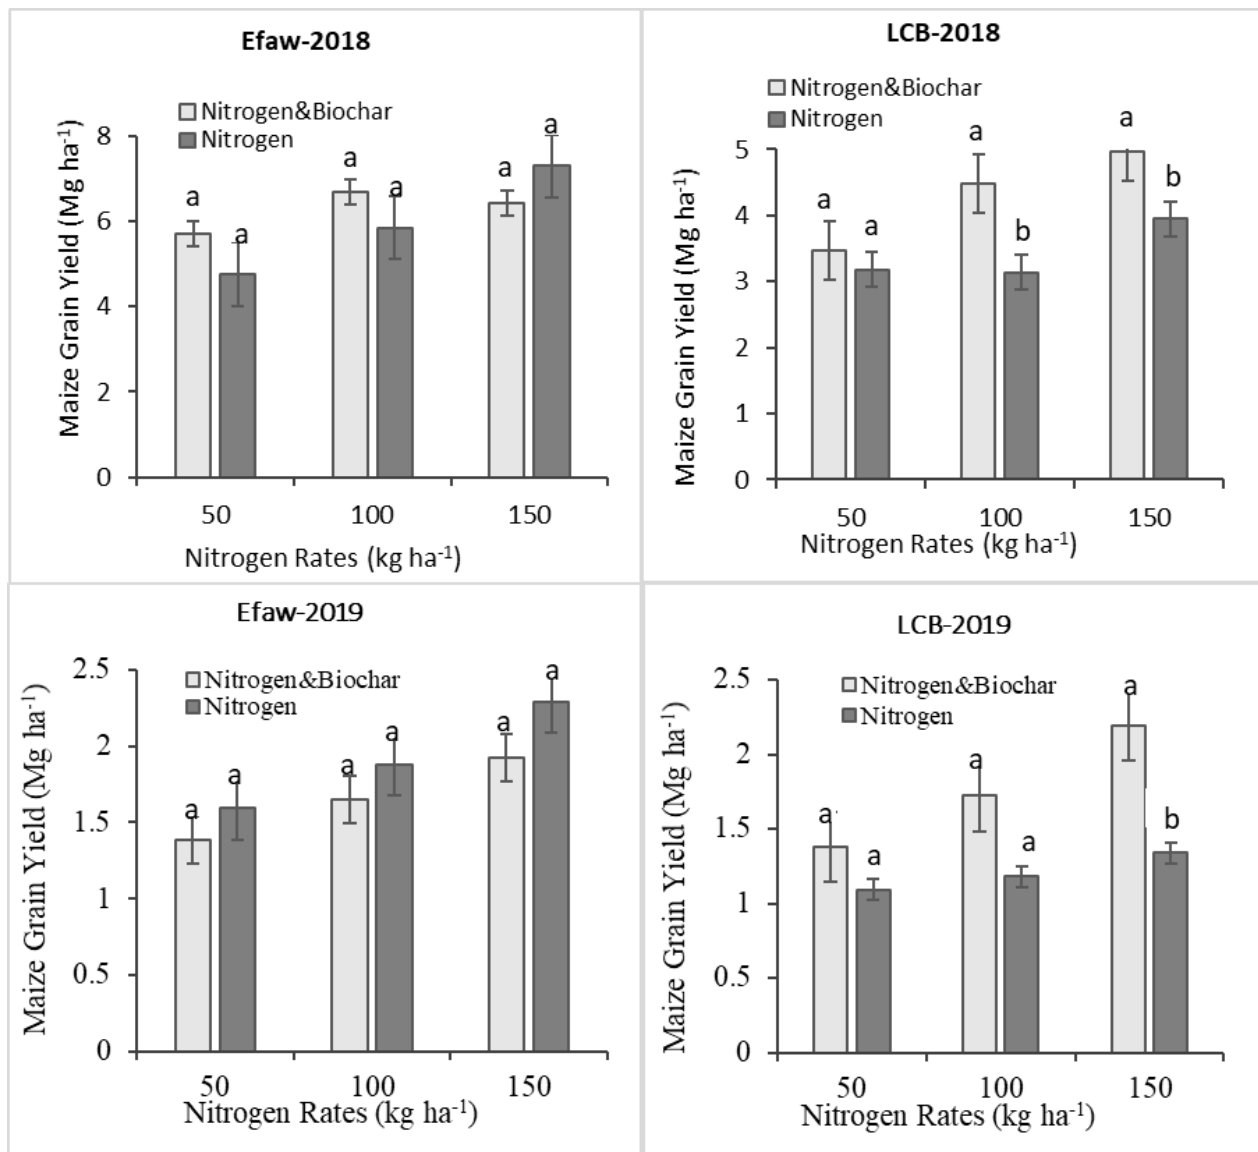 Efaw-2018
Nitrogen&Biochar
Nitrogen
Maize Grain Yield (Mg ha⁻¹)
8
6
4
2
0
a
a
a
a
a
a
50 100 150
Nitrogen Rates (kg ha⁻¹)
LCB-2018
Nitrogen&Biochar
Nitrogen
Maize Grain Yield (Mg ha⁻¹)
5
4
3
2
1
0
a
a
a
b
a
b
50 100 150
Nitrogen Rates (kg ha⁻¹)
Efaw-2019
Nitrogen&Biochar
Nitrogen
Maize Grain Yield (Mg ha⁻¹)
2.5
2
1.5
1
0.5
0
a
a
a
a
a
a
50 100 150
Nitrogen Rates (kg ha⁻¹)
LCB-2019
Nitrogen&Biochar
Nitrogen
Maize Grain Yield (Mg ha⁻¹)
2.5
2
1.5
1
0.5
0
a
a
a
a
a
b
50 100 150
Nitrogen Rates (kg ha⁻¹)